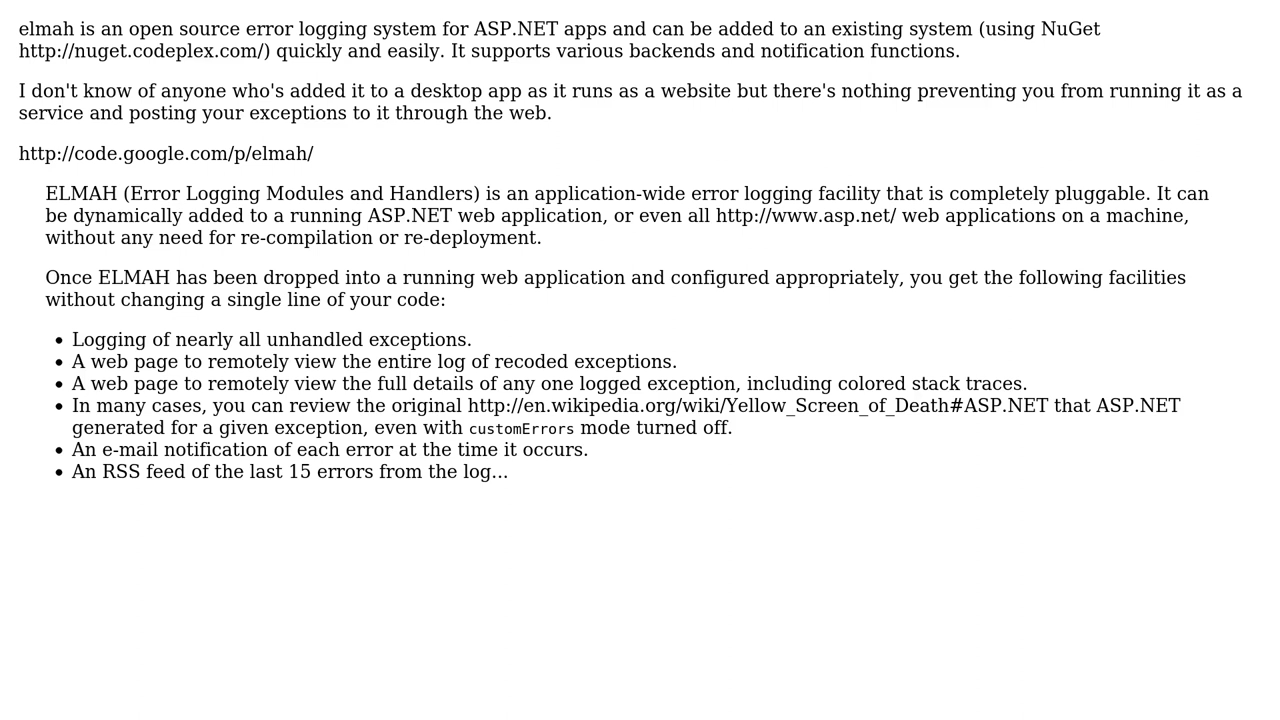 elmah is an open source error logging system for ASP.NET apps and can be added to an existing system (using NuGet
http://nuget.codeplex.com/) quickly and easily. It supports various backends and notification functions.
I don't know of anyone who's added it to a desktop app as it runs as a website but there's nothing preventing you from running it as a
service and posting your exceptions to it through the web.
http://code.google.com/p/elmah/
ELMAH (Error Logging Modules and Handlers) is an application-wide error logging facility that is completely pluggable. It can
be dynamically added to a running ASP.NET web application, or even all http://www.asp.net/ web applications on a machine,
without any need for re-compilation or re-deployment.
Once ELMAH has been dropped into a running web application and configured appropriately, you get the following facilities
without changing a single line of your code:
• Logging of nearly all unhandled exceptions.
• A web page to remotely view the entire log of recoded exceptions.
• A web page to remotely view the full details of any one logged exception, including colored stack traces.
• In many cases, you can review the original http://en.wikipedia.org/wiki/Yellow_Screen_of_Death#ASP.NET that ASP.NET
generated for a given exception, even with customErrors mode turned off.
• An e-mail notification of each error at the time it occurs.
• An RSS feed of the last 15 errors from the log...